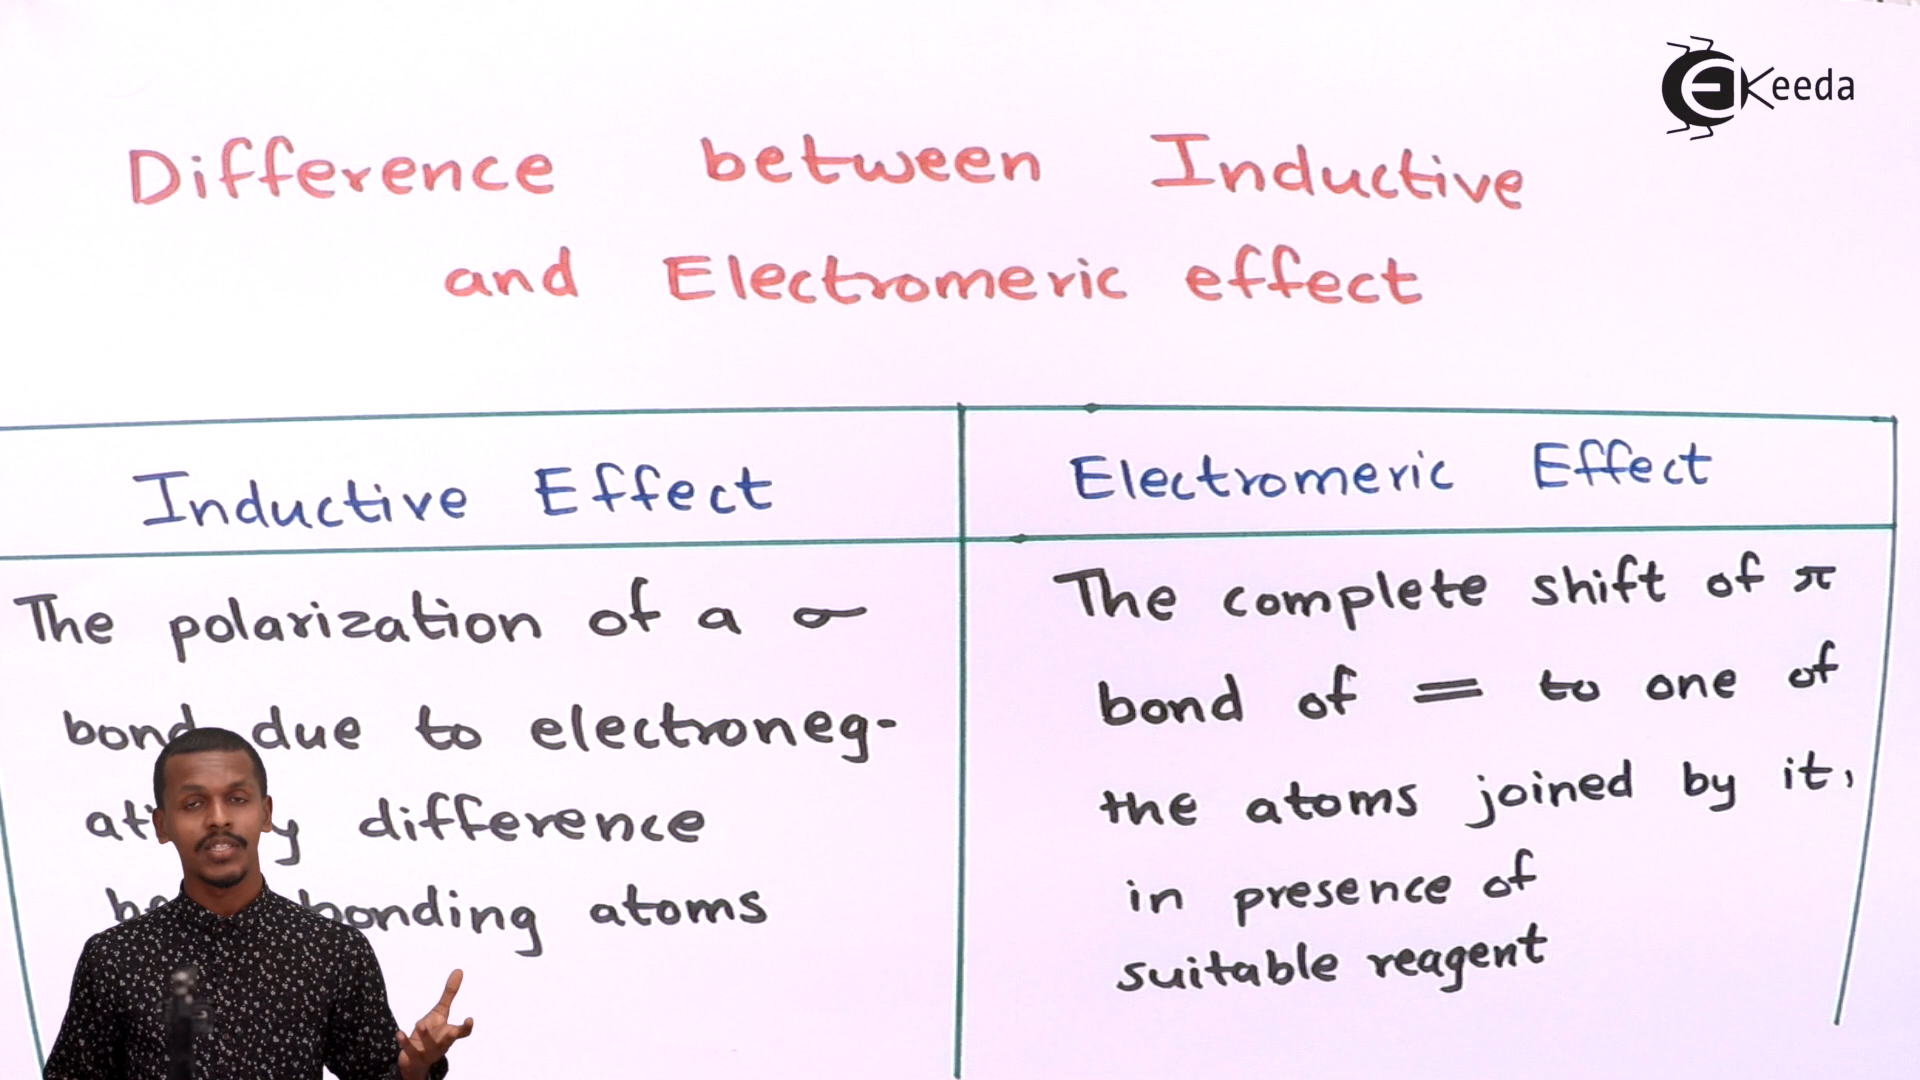 EKeeda
Difference between Inductive
and Electromeric effect
Inductive Effect
Electromeric Effect
The polarization of a σ
bond due to electroneg-
difference
bonding atoms
The complete shift of π
bond of = to one of
the atoms joined by it,
in presence of
suitable reagent